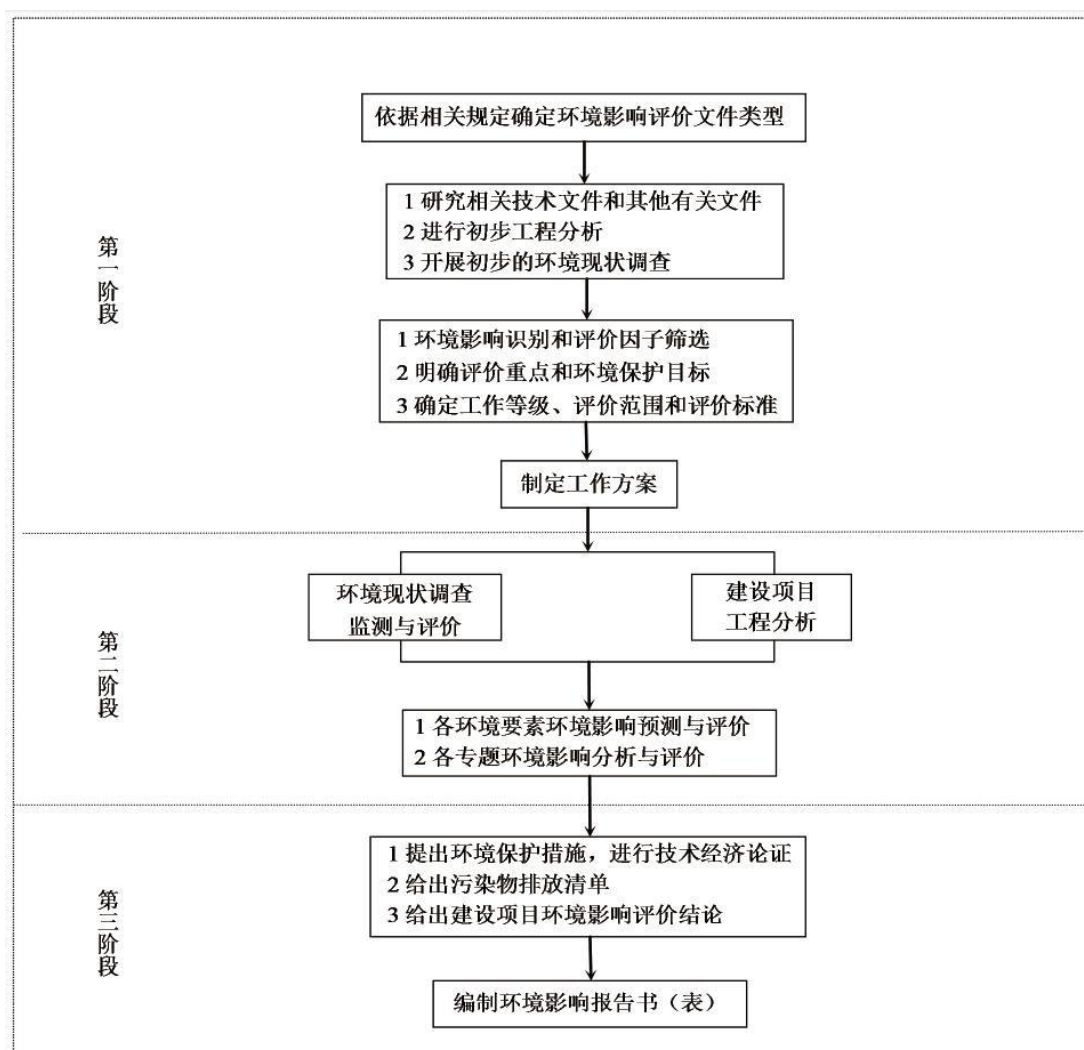 依据相关规定确定环境影响评价文件类型
1 研究相关技术文件和其他有关文件
2 进行初步工程分析
3 开展初步的环境现状调查
第一阶段
1 环境影响识别和评价因子筛选
2 明确评价重点和环境保护目标
3 确定工作等级、评价范围和评价标准
制定工作方案
环境现状调查
监测与评价
建设项目
工程分析
第二阶段
1 各环境要素环境影响预测与评价
2 各专题环境影响分析与评价
1 提出环境保护措施，进行技术经济论证
2 给出污染物排放清单
3 给出建设项目环境影响评价结论
第三阶段
编制环境影响报告书（表）